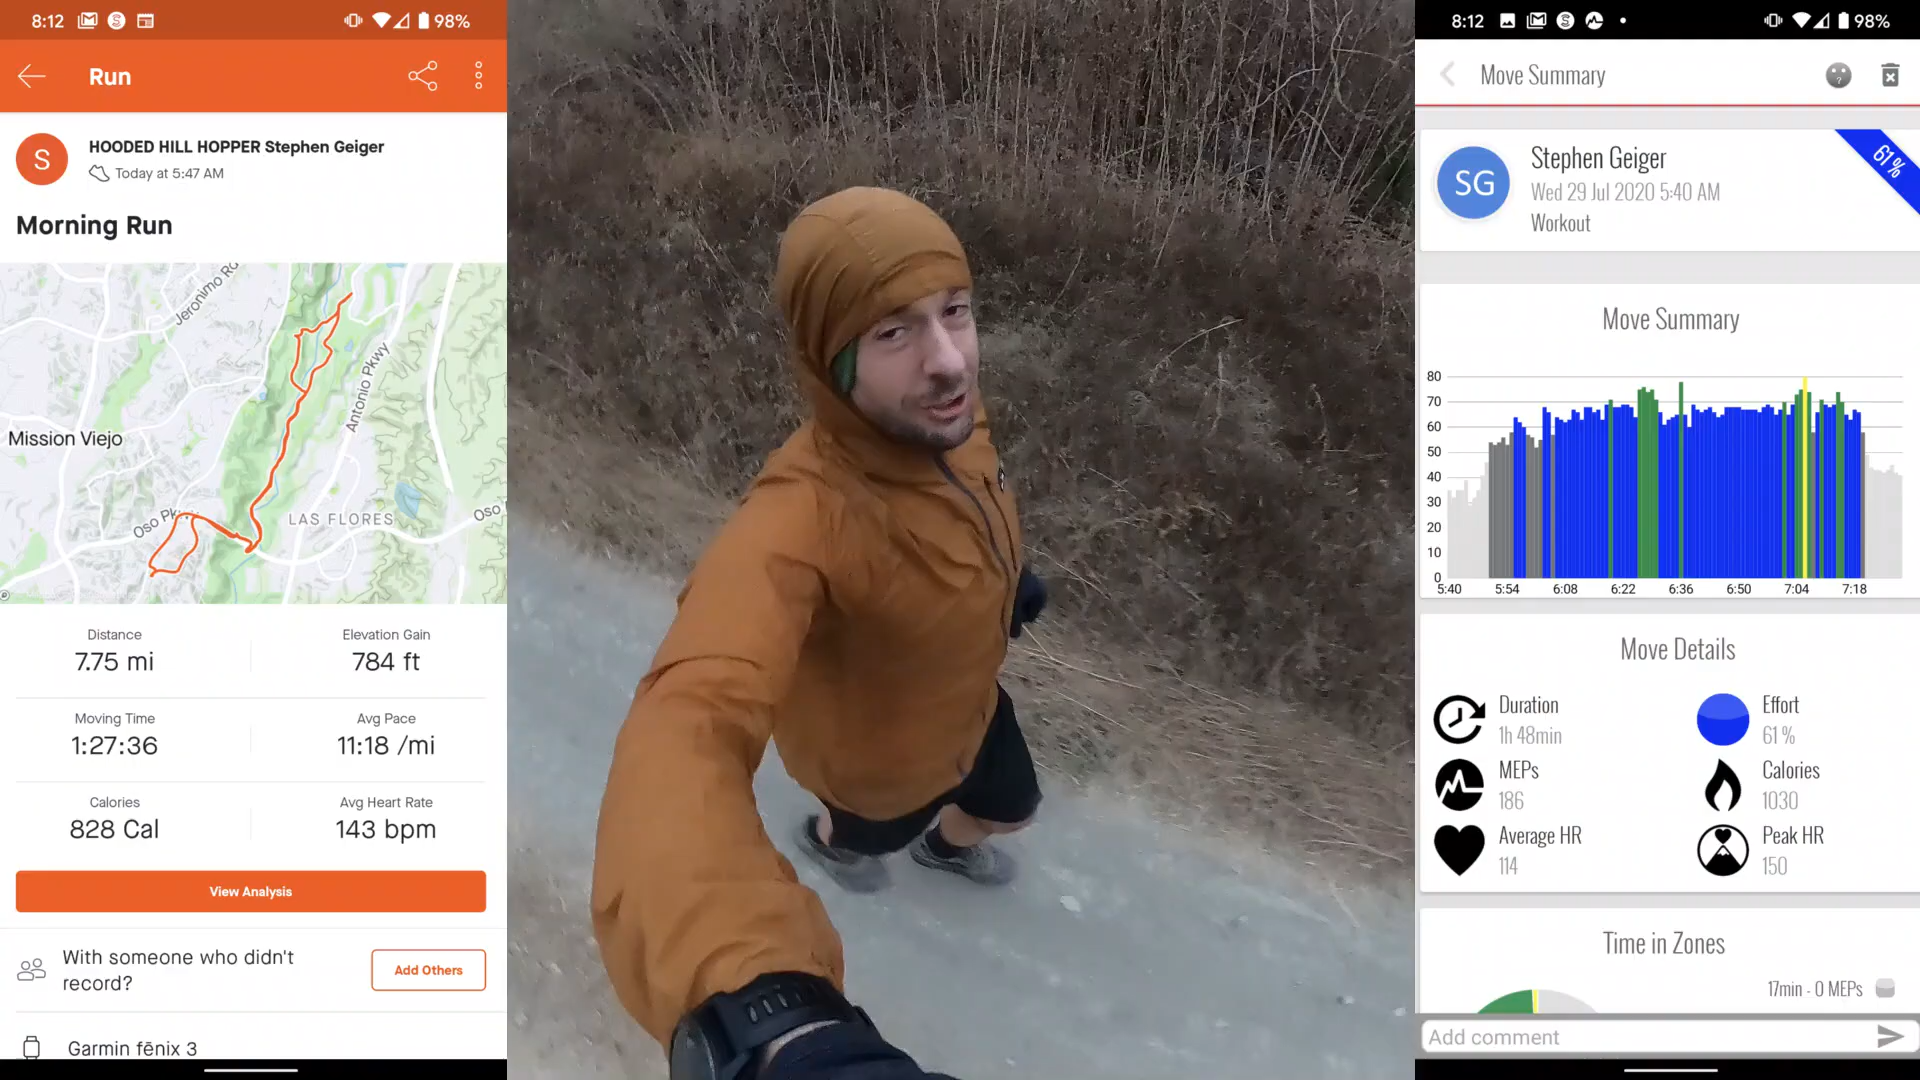 8:12
98%
Run
S
HOODED HILL HOPPER Stephen Geiger
Today at 5:47 AM
Morning Run
Jeronimo Rd
Antonio Pkwy
Mission Viejo
Oso Pkwy
LAS FLORES
Oso
Distance
7.75 mi
Elevation Gain
784 ft
Moving Time
1:27:36
Avg Pace
11:18 /mi
Calories
828 Cal
Avg Heart Rate
143 bpm
View Analysis
With someone who didn't
record?
Add Others
Garmin fēnix 3
8:12
98%
Move Summary
SG
Stephen Geiger
Wed 29 Jul 2020 5:40 AM
Workout
61%
Move Summary
80
70
60
50
40
30
20
10
0
5:40 5:54 6:08 6:22 6:36 6:50 7:04 7:18
Move Details
Duration
1h 48min
Effort
61 %
MEPs
186
Calories
1030
Average HR
114
Peak HR
150
Time in Zones
17min - 0 MEPs
Add comment